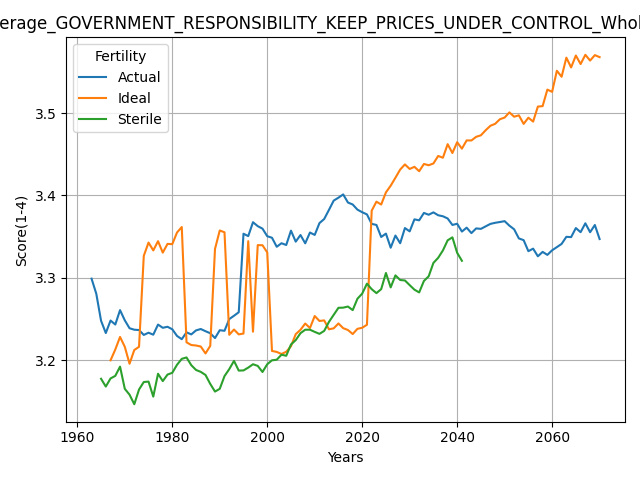 erage_GOVERNMENT_RESPONSIBILITY_KEEP_PRICES_UNDER_CONTROL_Whol
Fertility
Actual
Ideal
Sterile
Score(1-4)
3.5
3.4
3.3
3.2
1960 1980 2000 2020 2040 2060
Years